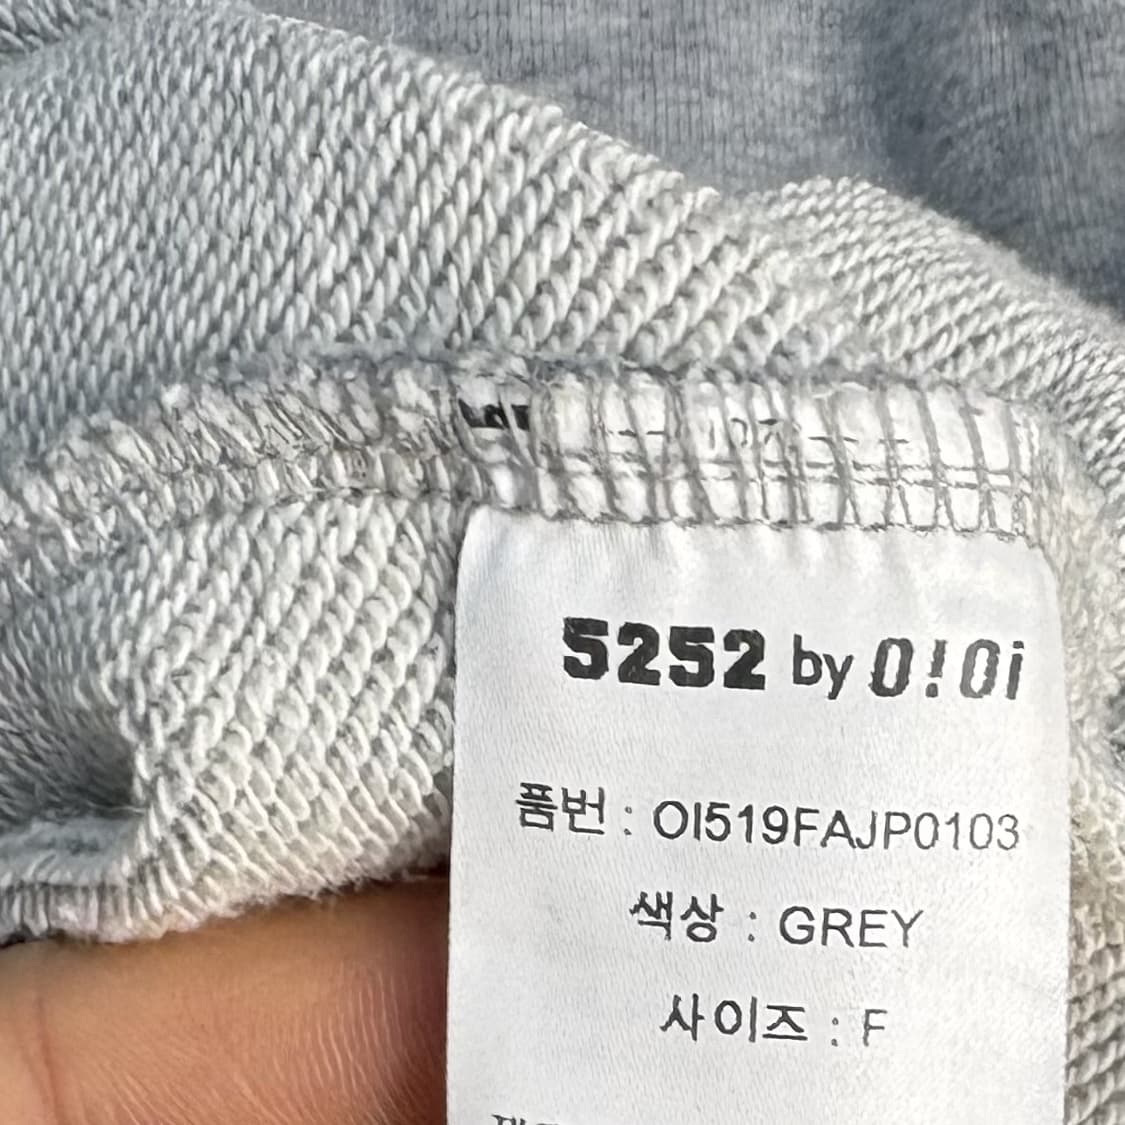 5252 by O!Oi
품번 : OI519FAJP0103
색상 : GREY
사이즈 : F